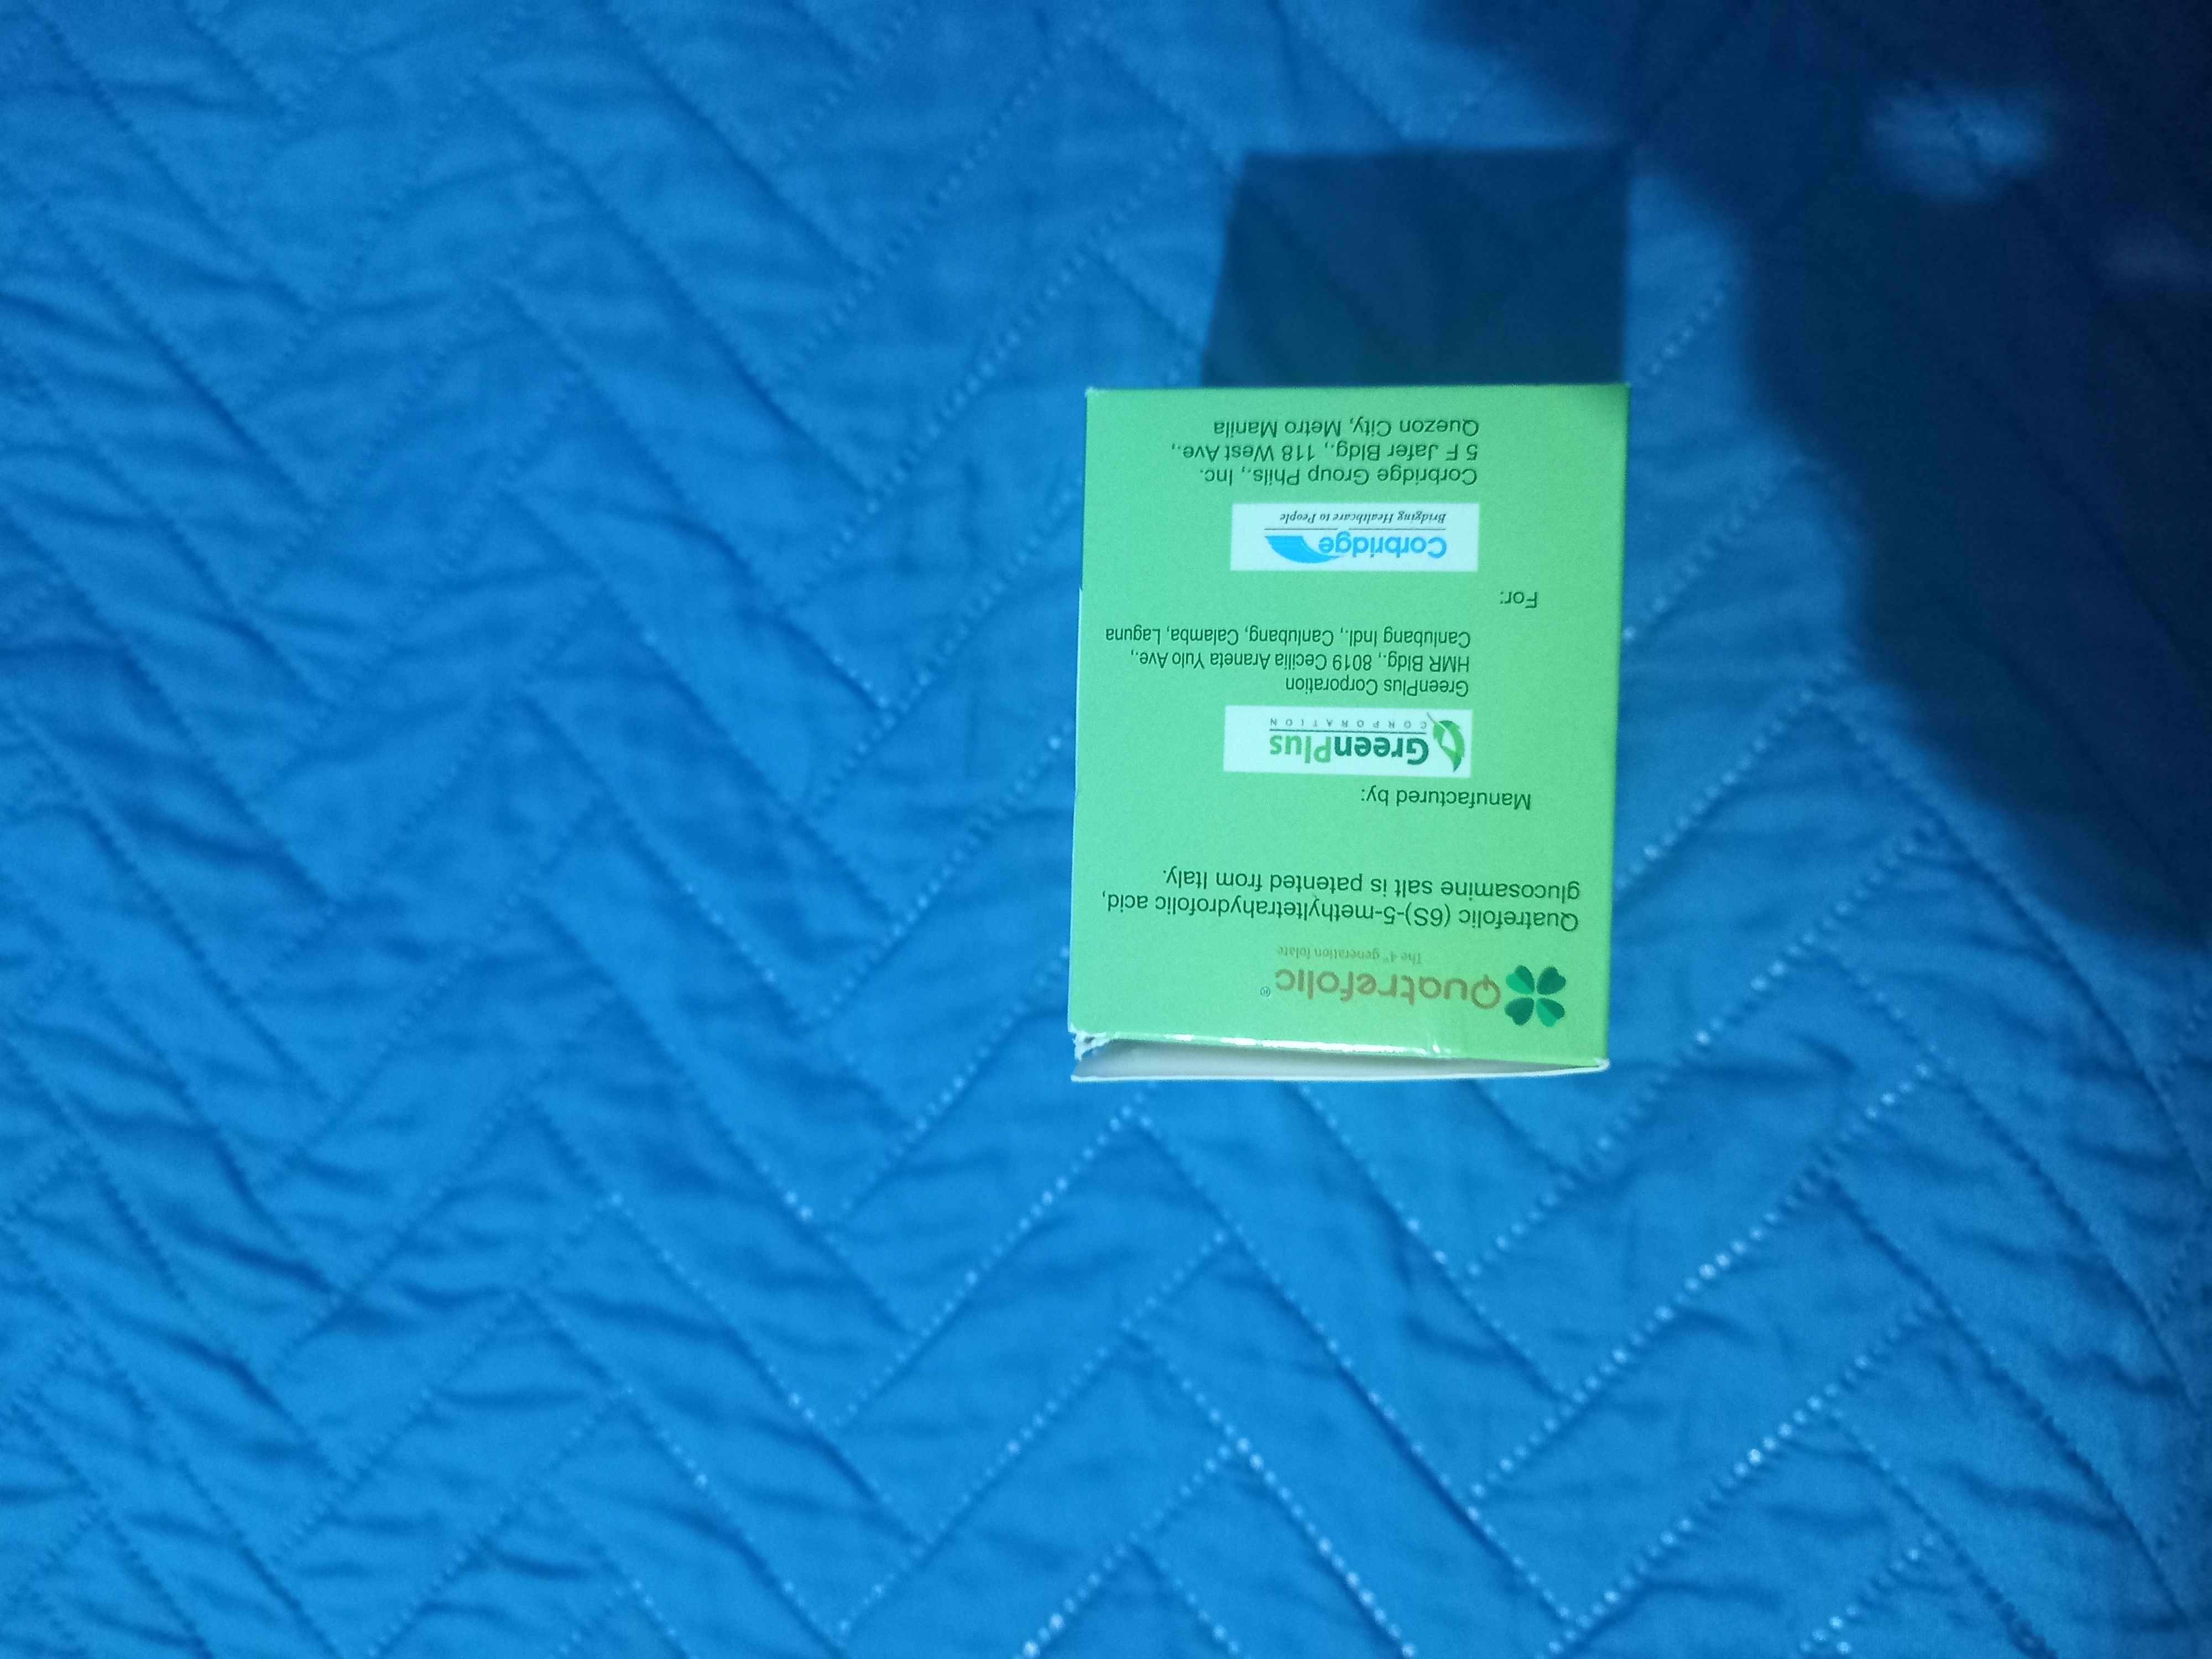 Quatrefolic®
The 4th generation folate
Quatrefolic (6S)-5-methyltetrahydrofolic acid,
glucosamine salt is patented from Italy.
Manufactured by:
GreenPlus
CORPORATION
GreenPlus Corporation
HMR Bldg., 8019 Cecilia Araneta Yulo Ave.,
Canlubang Indl., Canlubang, Calamba, Laguna
For:
Corbridge
Bridging Healthcare to People
Corbridge Group Phils., Inc.
5 F Jafer Bldg., 118 West Ave.,
Quezon City, Metro Manila